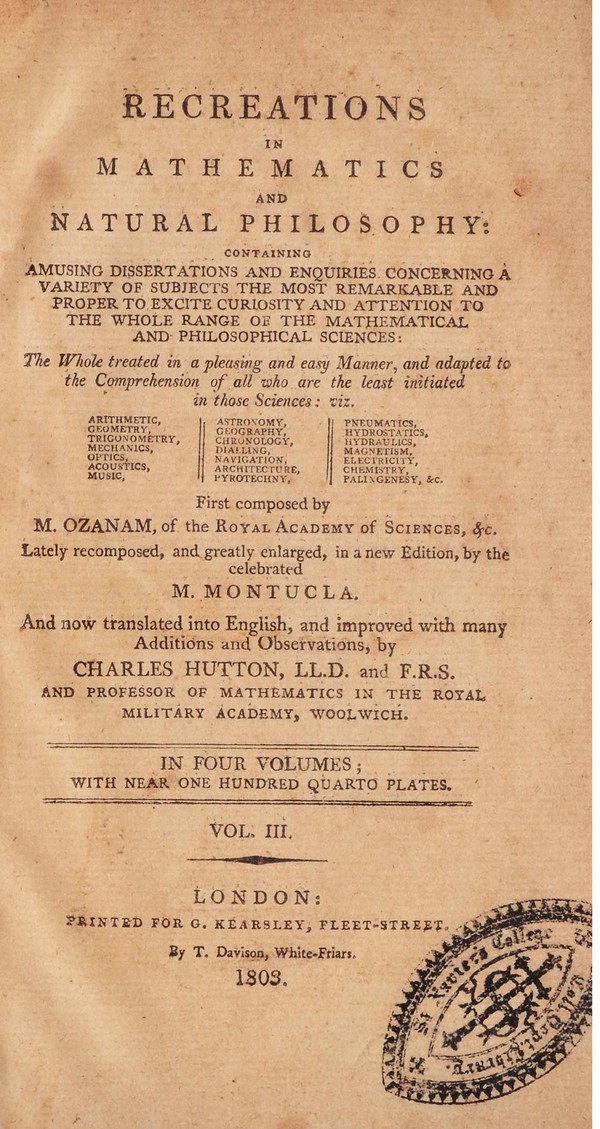 RECREATIONS
IN
MATHEMATICS
AND
NATURAL PHILOSOPHY:
CONTAINING
AMUSING DISSERTATIONS AND ENQUIRIES CONCERNING A
VARIETY OF SUBJECTS THE MOST REMARKABLE AND
PROPER TO EXCITE CURIOSITY AND ATTENTION TO
THE WHOLE RANGE OF THE MATHEMATICAL
AND PHILOSOPHICAL SCIENCES:
The Whole treated in a pleasing and easy Manner, and adapted to
the Comprehension of all who are the least initiated
in those Sciences: viz.
ARITHMETIC,
GEOMETRY,
TRIGONOMETRY,
MECHANICS,
OPTICS,
ACOUSTICS,
MUSIC,
ASTRONOMY,
GEOGRAPHY,
CHRONOLOGY,
DIALLING,
NAVIGATION,
ARCHITECTURE,
PYROTECHNY,
PNEUMATICS,
HYDROSTATICS,
HYDRAULICS,
MAGNETISM,
ELECTRICITY,
CHEMISTRY,
PALINGENESY, &c.
First composed by
M. OZANAM, of the ROYAL ACADEMY of SCIENCES, &c.
Lately recomposed, and greatly enlarged, in a new Edition, by the
celebrated
M. MONTUCLA.
And now translated into English, and improved with many
Additions and Observations, by
CHARLES HUTTON, LL.D. and F.R.S.
AND PROFESSOR OF MATHEMATICS IN THE ROYAL
MILITARY ACADEMY, WOOLWICH.
IN FOUR VOLUMES;
WITH NEAR ONE HUNDRED QUARTO PLATES.
VOL. III.
LONDON:
PRINTED FOR G. KEARSLEY, FLEET-STREET.
By T. Davison, White-Friars.
1803.
St Xaviers College
Library.